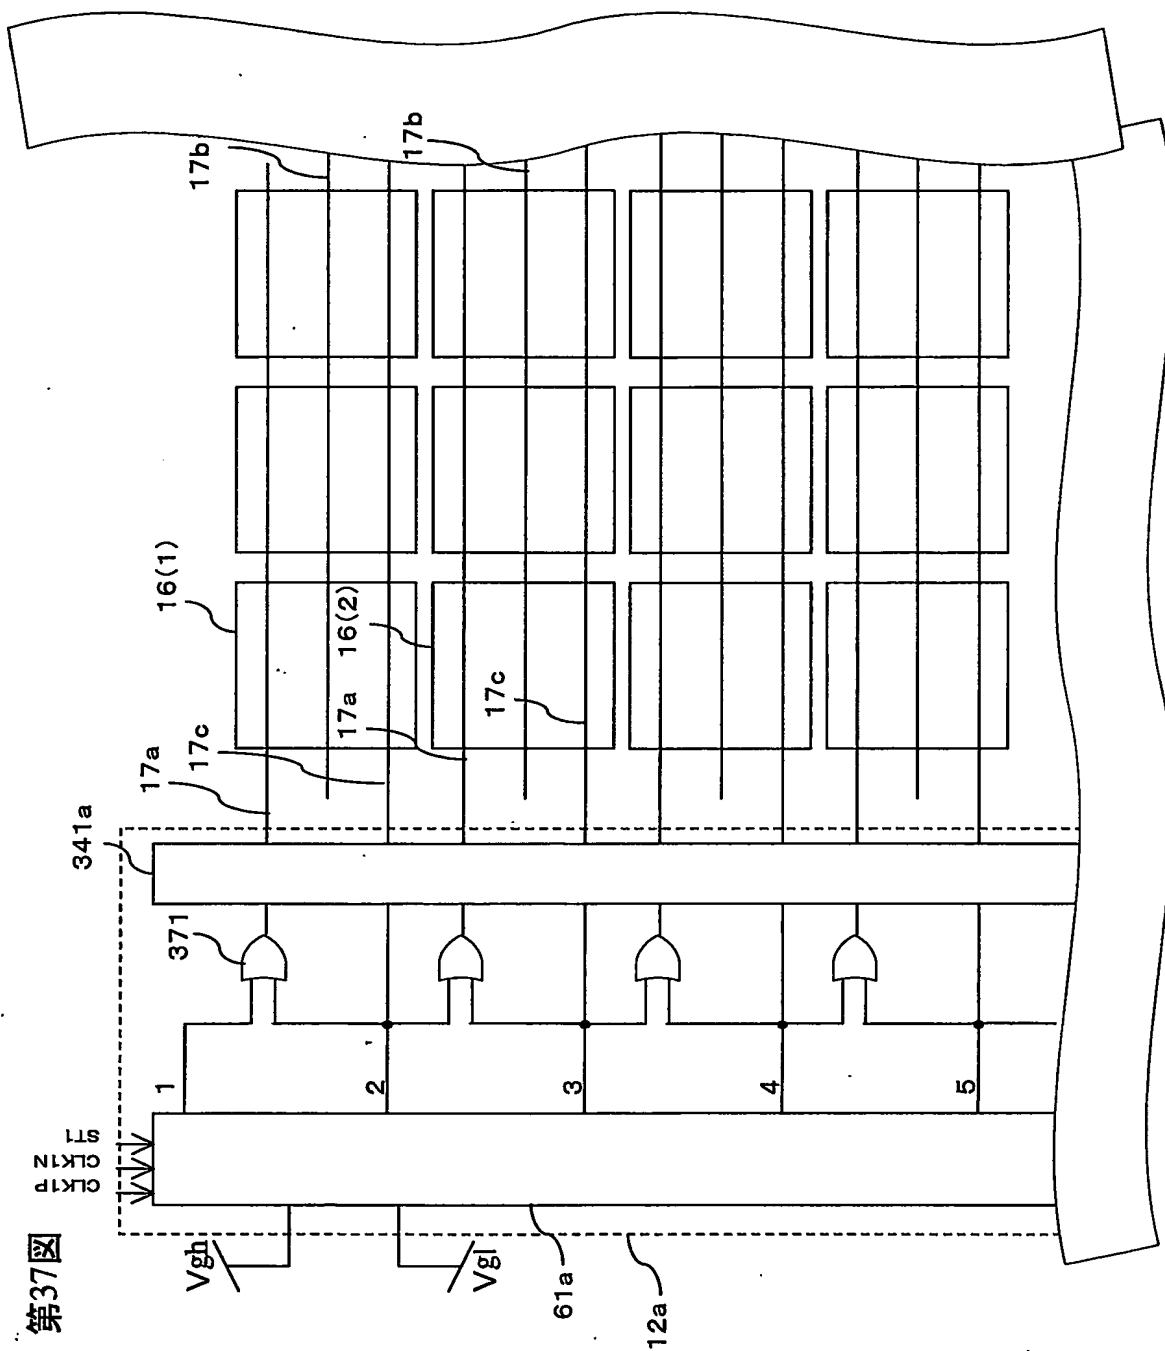 第37図
Vgh
Vgl
CLK1P
CLK1N
ST1
61a
12a
1
2
3
4
5
371
341a
17a
17c
17a
17c
16(1)
16(2)
17b
17b